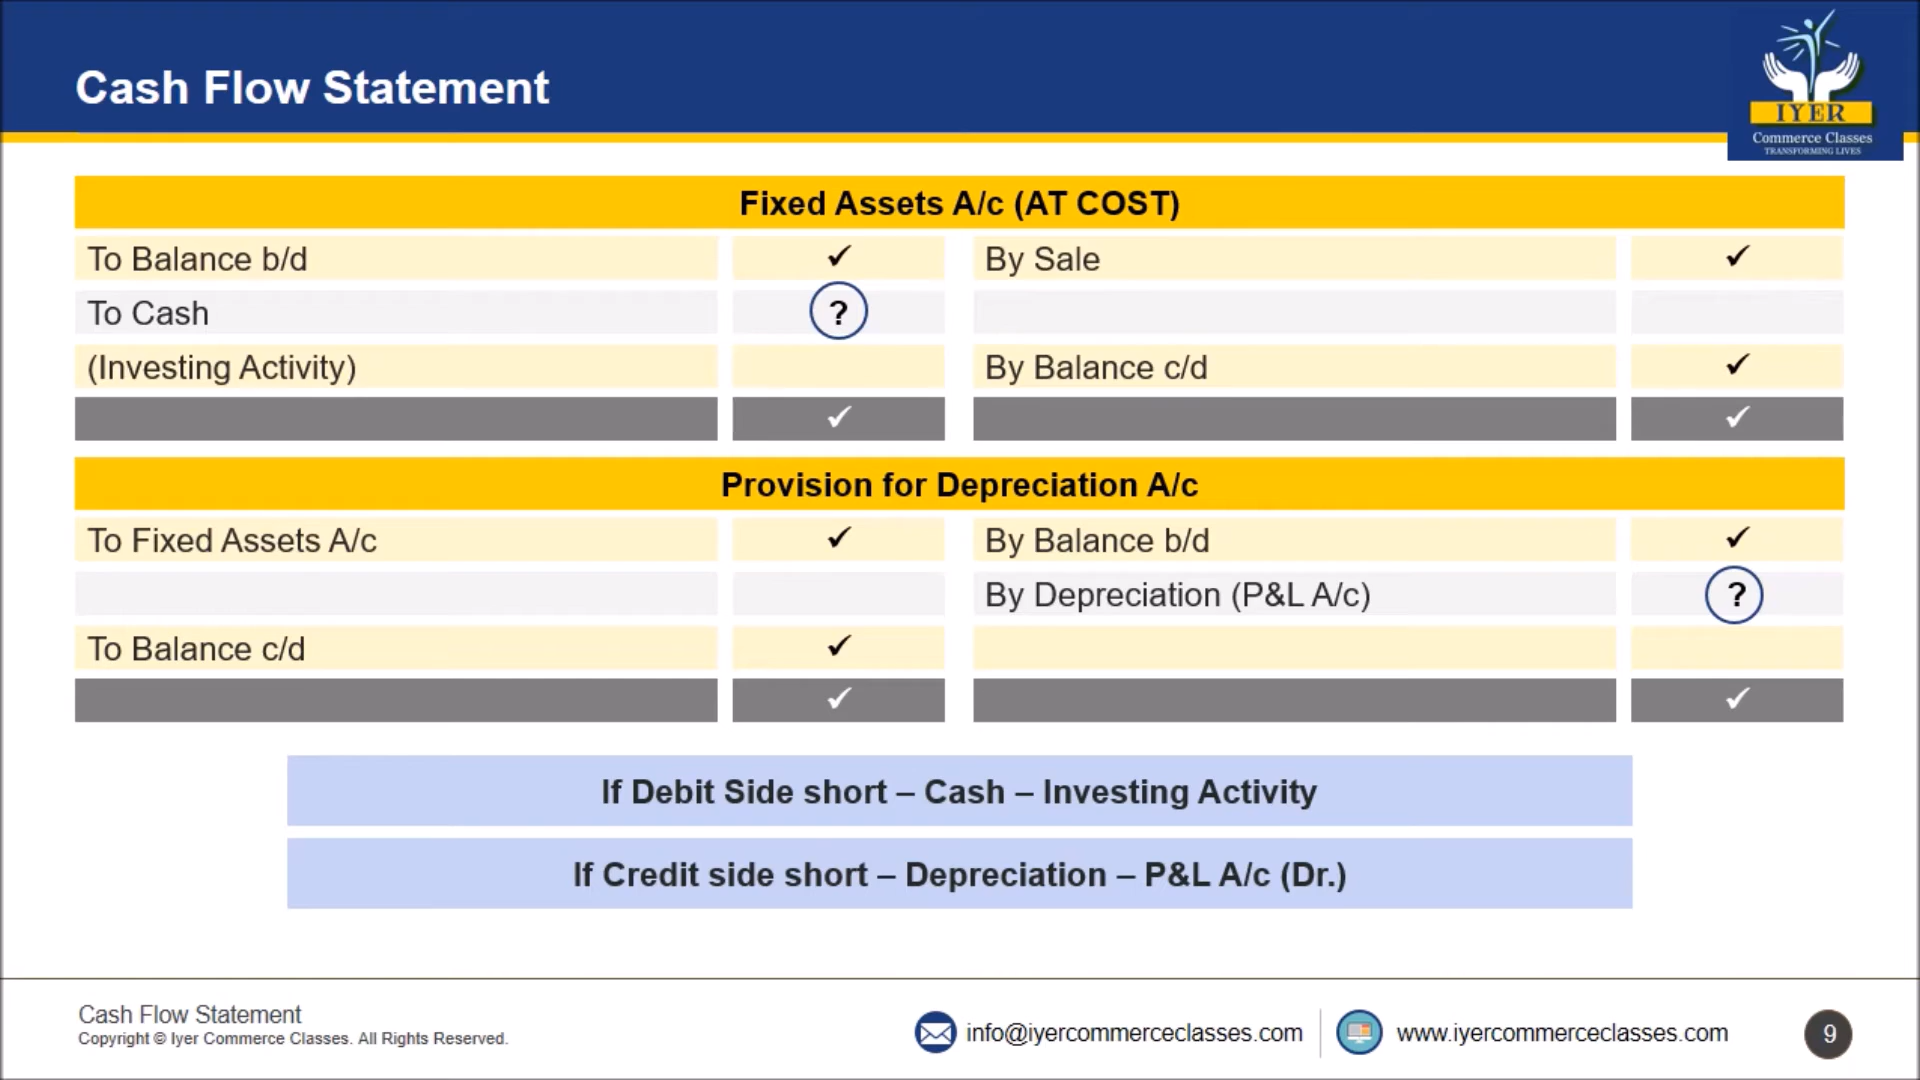 Cash Flow Statement
IYER
Commerce Classes
TRANSFORMING LIVES
Fixed Assets A/c (AT COST)
To Balance b/d ✓ By Sale ✓
To Cash ?
(Investing Activity) By Balance c/d ✓
✓ ✓
Provision for Depreciation A/c
To Fixed Assets A/c ✓ By Balance b/d ✓
By Depreciation (P&L A/c) ?
To Balance c/d ✓
✓ ✓
If Debit Side short – Cash – Investing Activity
If Credit side short – Depreciation – P&L A/c (Dr.)
Cash Flow Statement
Copyright © Iyer Commerce Classes. All Rights Reserved.
info@iyercommerceclasses.com
www.iyercommerceclasses.com
9